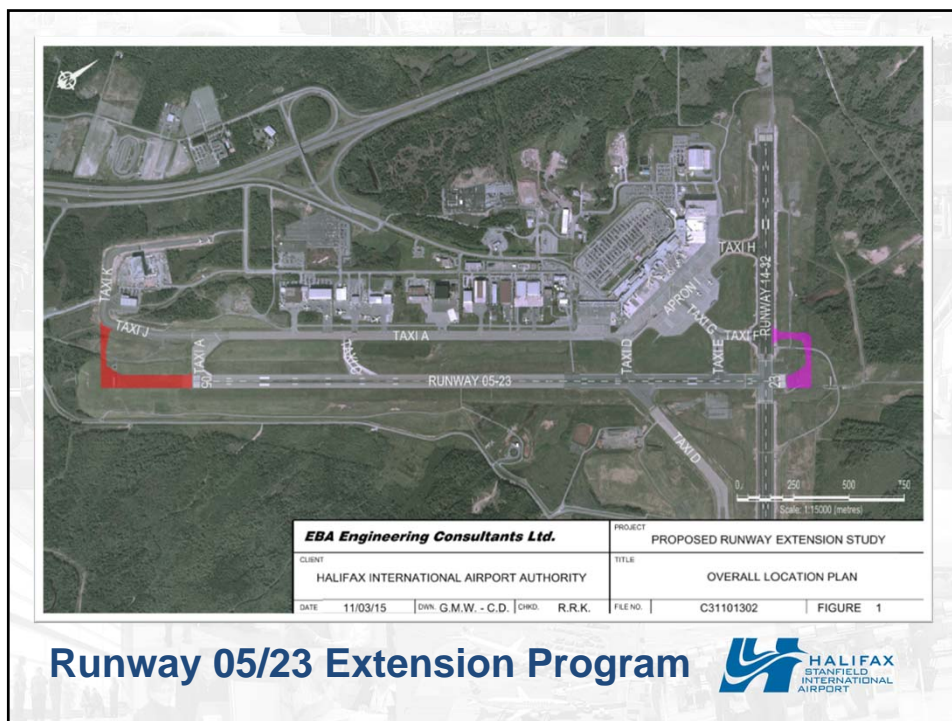 TAXI K
TAXI J
TAXI A
TAXI A
APRON I
TAXI G
TAXI H
TAXI F
TAXI E
TAXI D
RUNWAY 14-32
05
RUNWAY 05-23
23
TAXI D
0 250 500 750
Scale: 1:15000 (metres)
EBA Engineering Consultants Ltd.
PROJECT
PROPOSED RUNWAY EXTENSION STUDY
CLIENT
HALIFAX INTERNATIONAL AIRPORT AUTHORITY
TITLE
OVERALL LOCATION PLAN
DATE 11/03/15 DWN. G.M.W. - C.D. CHKD. R.R.K. FILE NO. C31101302 FIGURE 1
Runway 05/23 Extension Program
HALIFAX
STANFIELD
INTERNATIONAL
AIRPORT